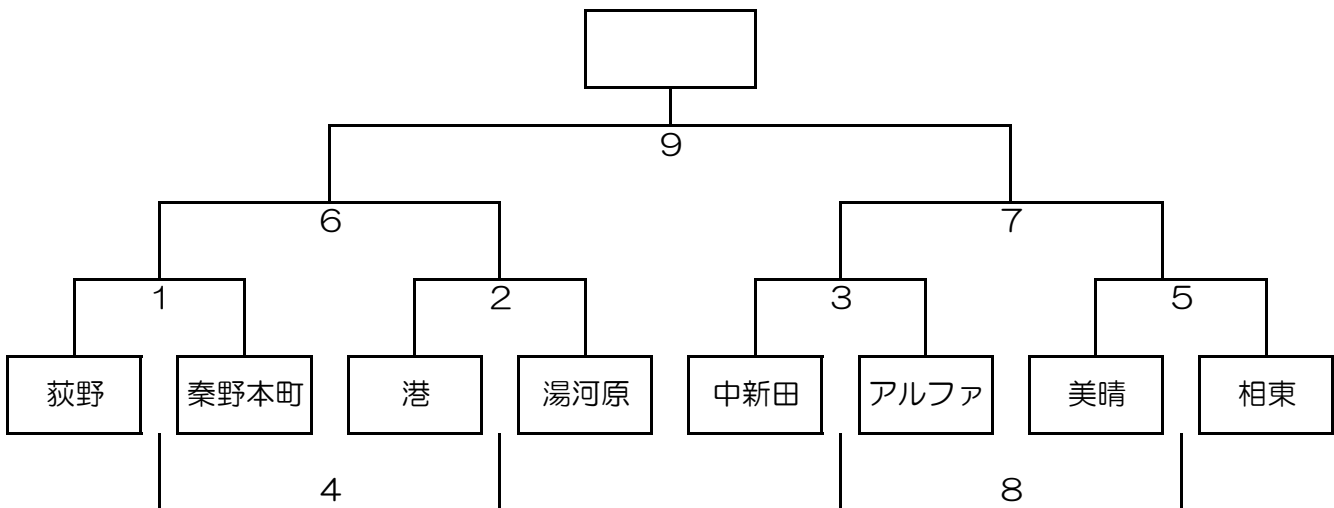 ９
６
７
１
２
３
５
荻野
秦野本町
港
湯河原
中新田
アルファ
美晴
相東
４
８